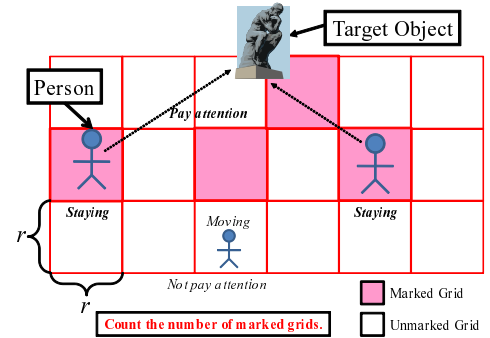 Target Object
Person
Pay attention
Staying
Staying
Moving
r
Not pay attention
r
Marked Grid
Count the number of marked grids.
Unmarked Grid